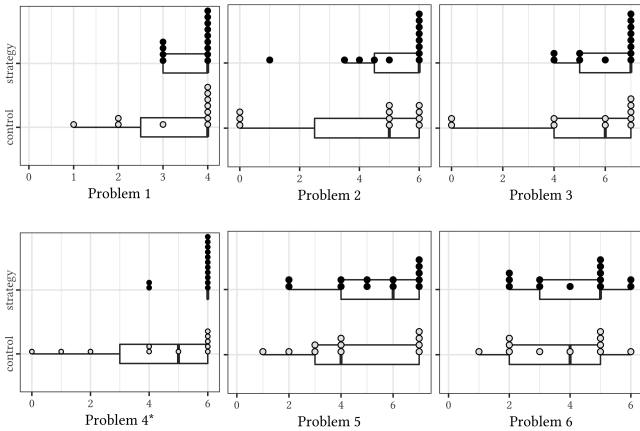 strategy
control
0 1 2 3 4
Problem 1
0 2 4 6
Problem 2
0 2 4 6
Problem 3
strategy
control
0 2 4 6
Problem 4*
0 2 4 6
Problem 5
0 2 4 6
Problem 6